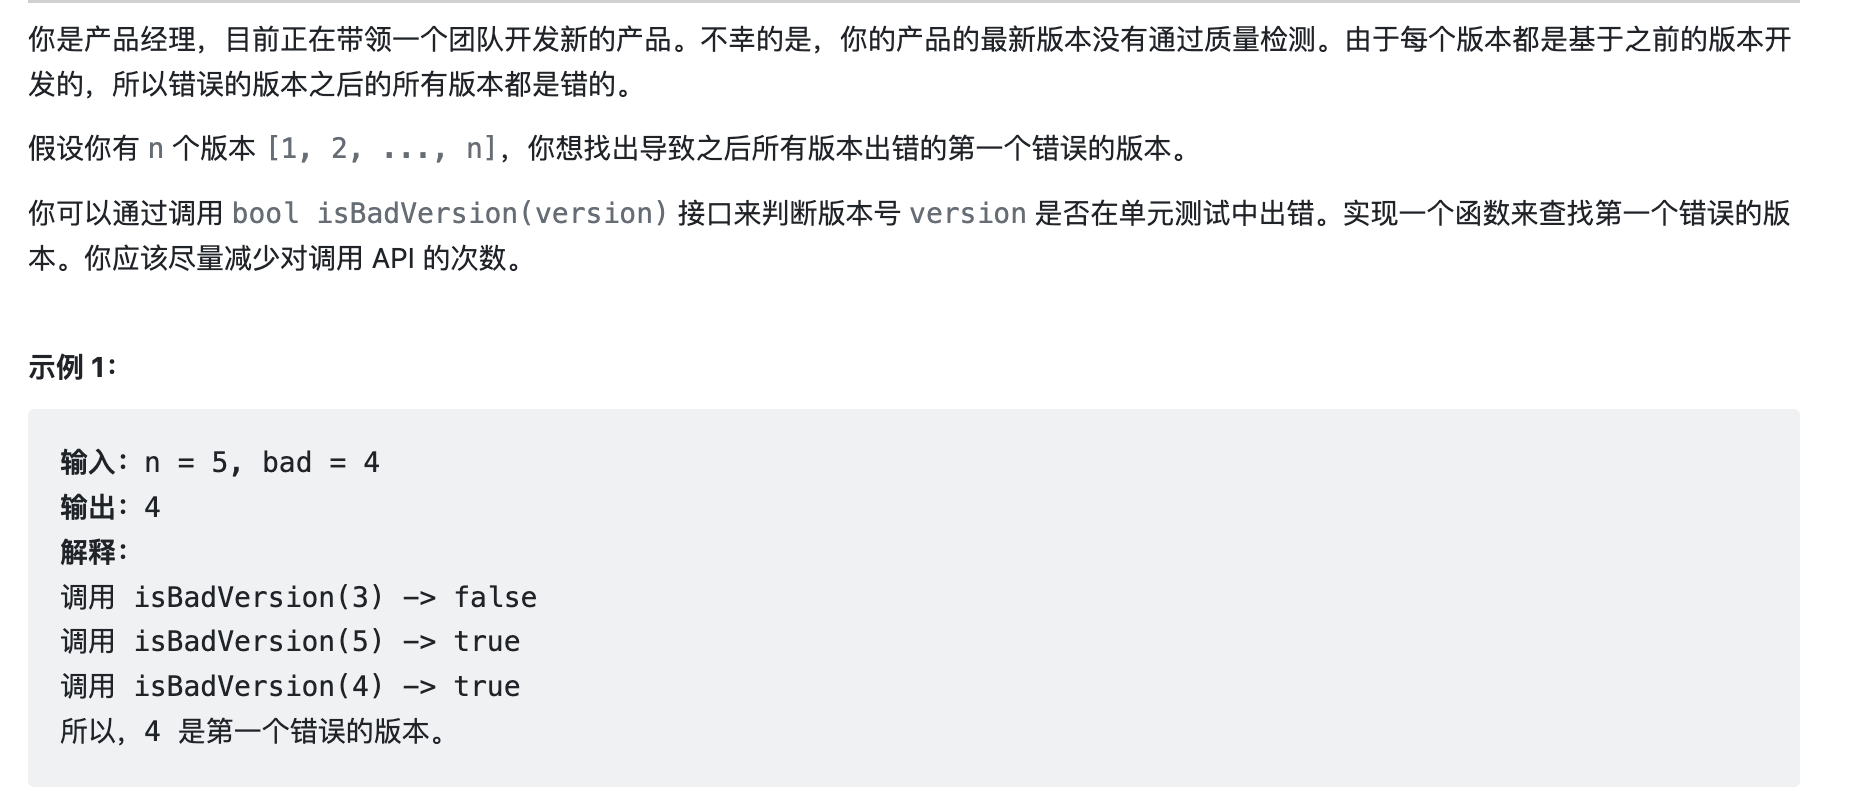 你是产品经理，目前正在带领一个团队开发新的产品。不幸的是，你的产品的最新版本没有通过质量检测。由于每个版本都是基于之前的版本开
发的，所以错误的版本之后的所有版本都是错的。
假设你有 n 个版本 [1, 2, ..., n]，你想找出导致之后所有版本出错的第一个错误的版本。
你可以通过调用 bool isBadVersion(version) 接口来判断版本号 version 是否在单元测试中出错。实现一个函数来查找第一个错误的版
本。你应该尽量减少对调用 API 的次数。
示例 1：
输入：n = 5, bad = 4
输出：4
解释：
调用 isBadVersion(3) -> false
调用 isBadVersion(5) -> true
调用 isBadVersion(4) -> true
所以，4 是第一个错误的版本。